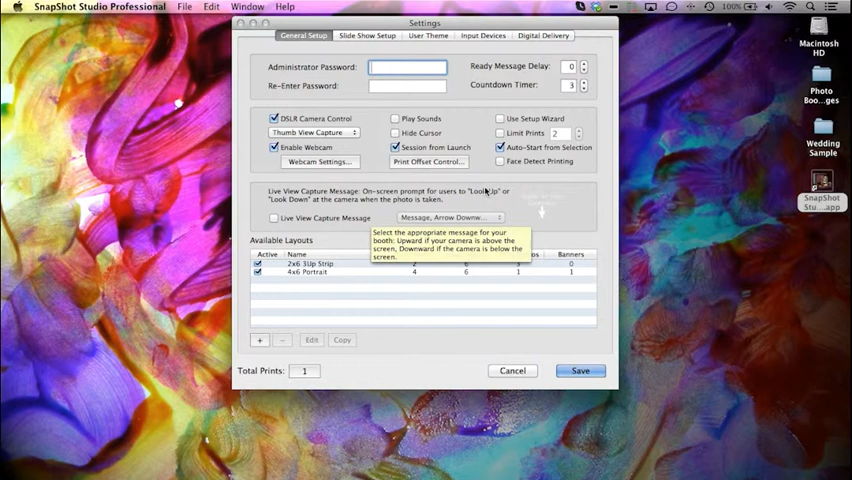 SnapShot Studio Professional File Edit Window Help 100%
Settings
General Setup Slide Show Setup User Theme Input Devices Digital Delivery
Administrator Password: Ready Message Delay: 0
Re-Enter Password: Countdown Timer: 3
DSLR Camera Control Play Sounds Use Setup Wizard
Thumb View Capture Hide Cursor Limit Prints 2
Enable Webcam Session from Launch Auto-Start from Selection
Webcam Settings... Print Offset Control... Face Detect Printing
Live View Capture Message: On-screen prompt for users to "Look Up" or
"Look Down" at the camera when the photo is taken.
Live View Capture Message Message, Arrow Downw...
Select the appropriate message for your
booth: Upward if your camera is above the
screen, Downward if the camera is below the
screen.
Available Layouts
Active Name Banners
2x6 3Up Strip 2 6 0
4x6 Portrait 4 6 1 1
+ - Edit Copy
Total Prints: 1 Cancel Save
Macintosh
HD
Photo
Boo...ges
Wedding
Sample
SnapShot
Stu....app